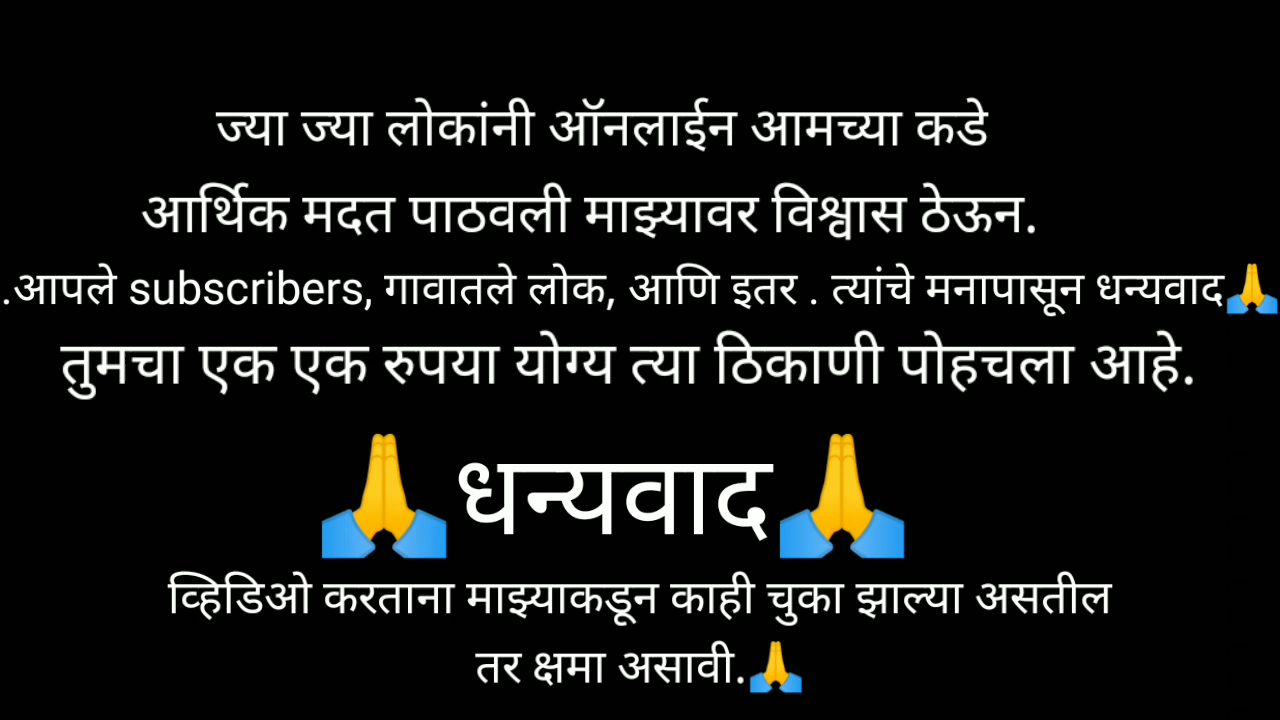 ज्या ज्या लोकांनी ऑनलाईन आमच्या कडे
आर्थिक मदत पाठवली माझ्यावर विश्वास ठेऊन.
.आपले subscribers, गावातले लोक, आणि इतर . त्यांचे मनापासून धन्यवाद🙏
तुमचा एक एक रुपया योग्य त्या ठिकाणी पोहचला आहे.
🙏धन्यवाद🙏
व्हिडिओ करताना माझ्याकडून काही चुका झाल्या असतील
तर क्षमा असावी.🙏